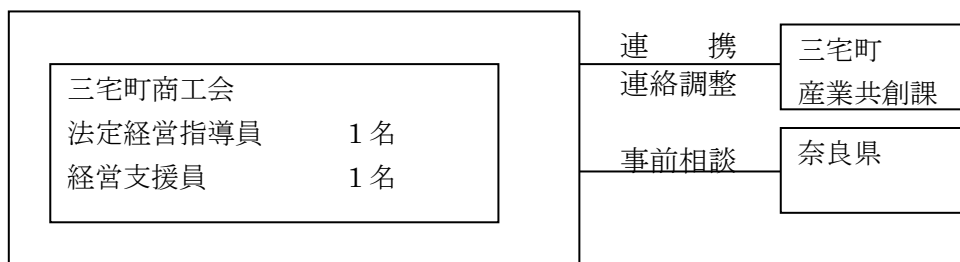 三宅町商工会
法定経営指導員　　　１名
経営支援員　　　　　１名
連　　携
連絡調整
三宅町
産業共創課
事前相談
奈良県